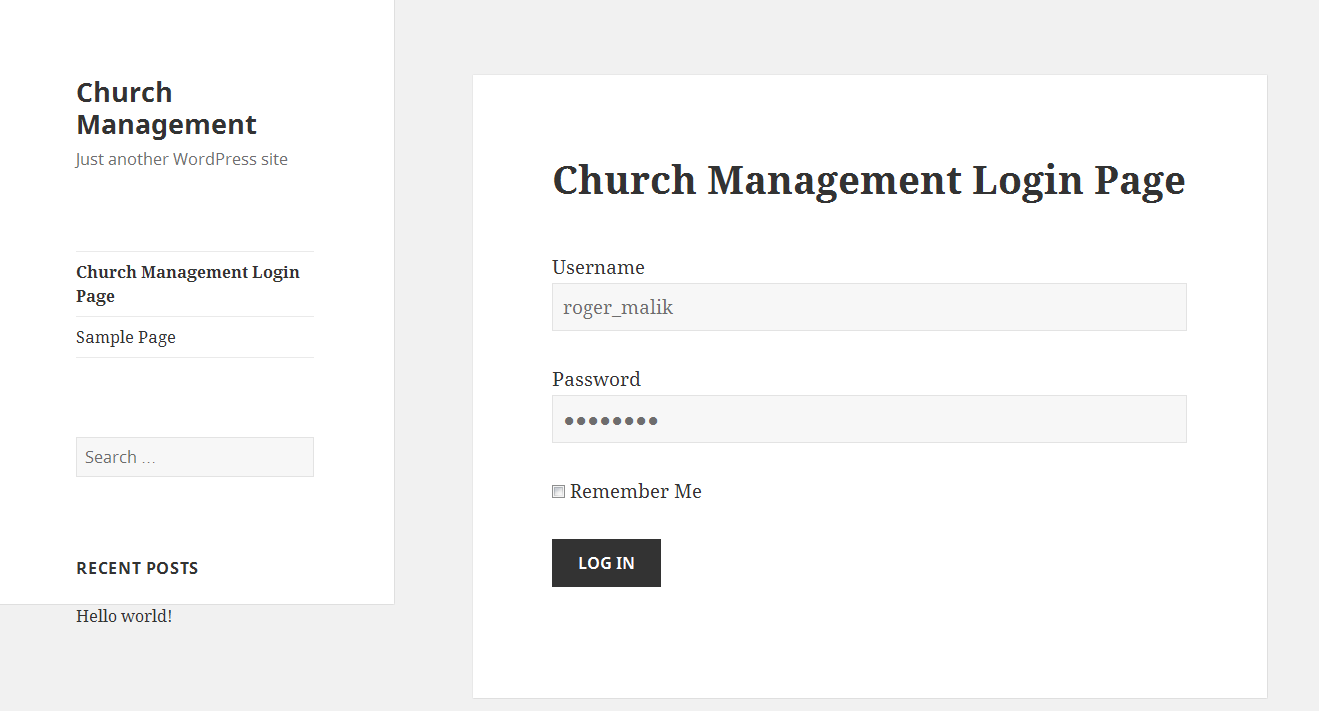 Church
Management
Just another WordPress site
Church Management Login
Page
Sample Page
Search …
RECENT POSTS
Hello world!
Church Management Login Page
Username
roger_malik
Password
●●●●●●●●
Remember Me
LOG IN